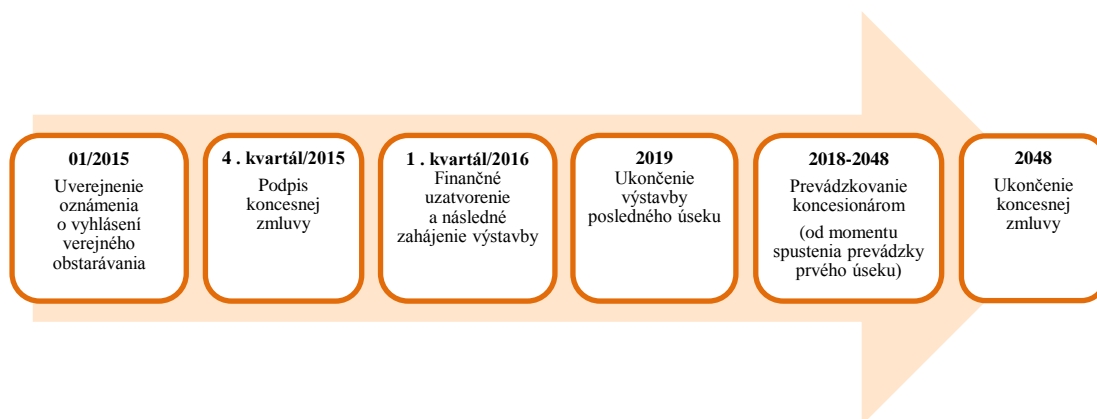 01/2015
Uverejnenie
oznámenia
o vyhlásení
verejného
obstarávania
4 . kvartál/2015
Podpis
koncesnej
zmluvy
1 . kvartál/2016
Finančné
uzatvorenie
a následné
zahájenie výstavby
2019
Ukončenie
výstavby
posledného úseku
2018-2048
Prevádzkovanie
koncesionárom
(od momentu
spustenia prevádzky
prvého úseku)
2048
Ukončenie
koncesnej
zmluvy